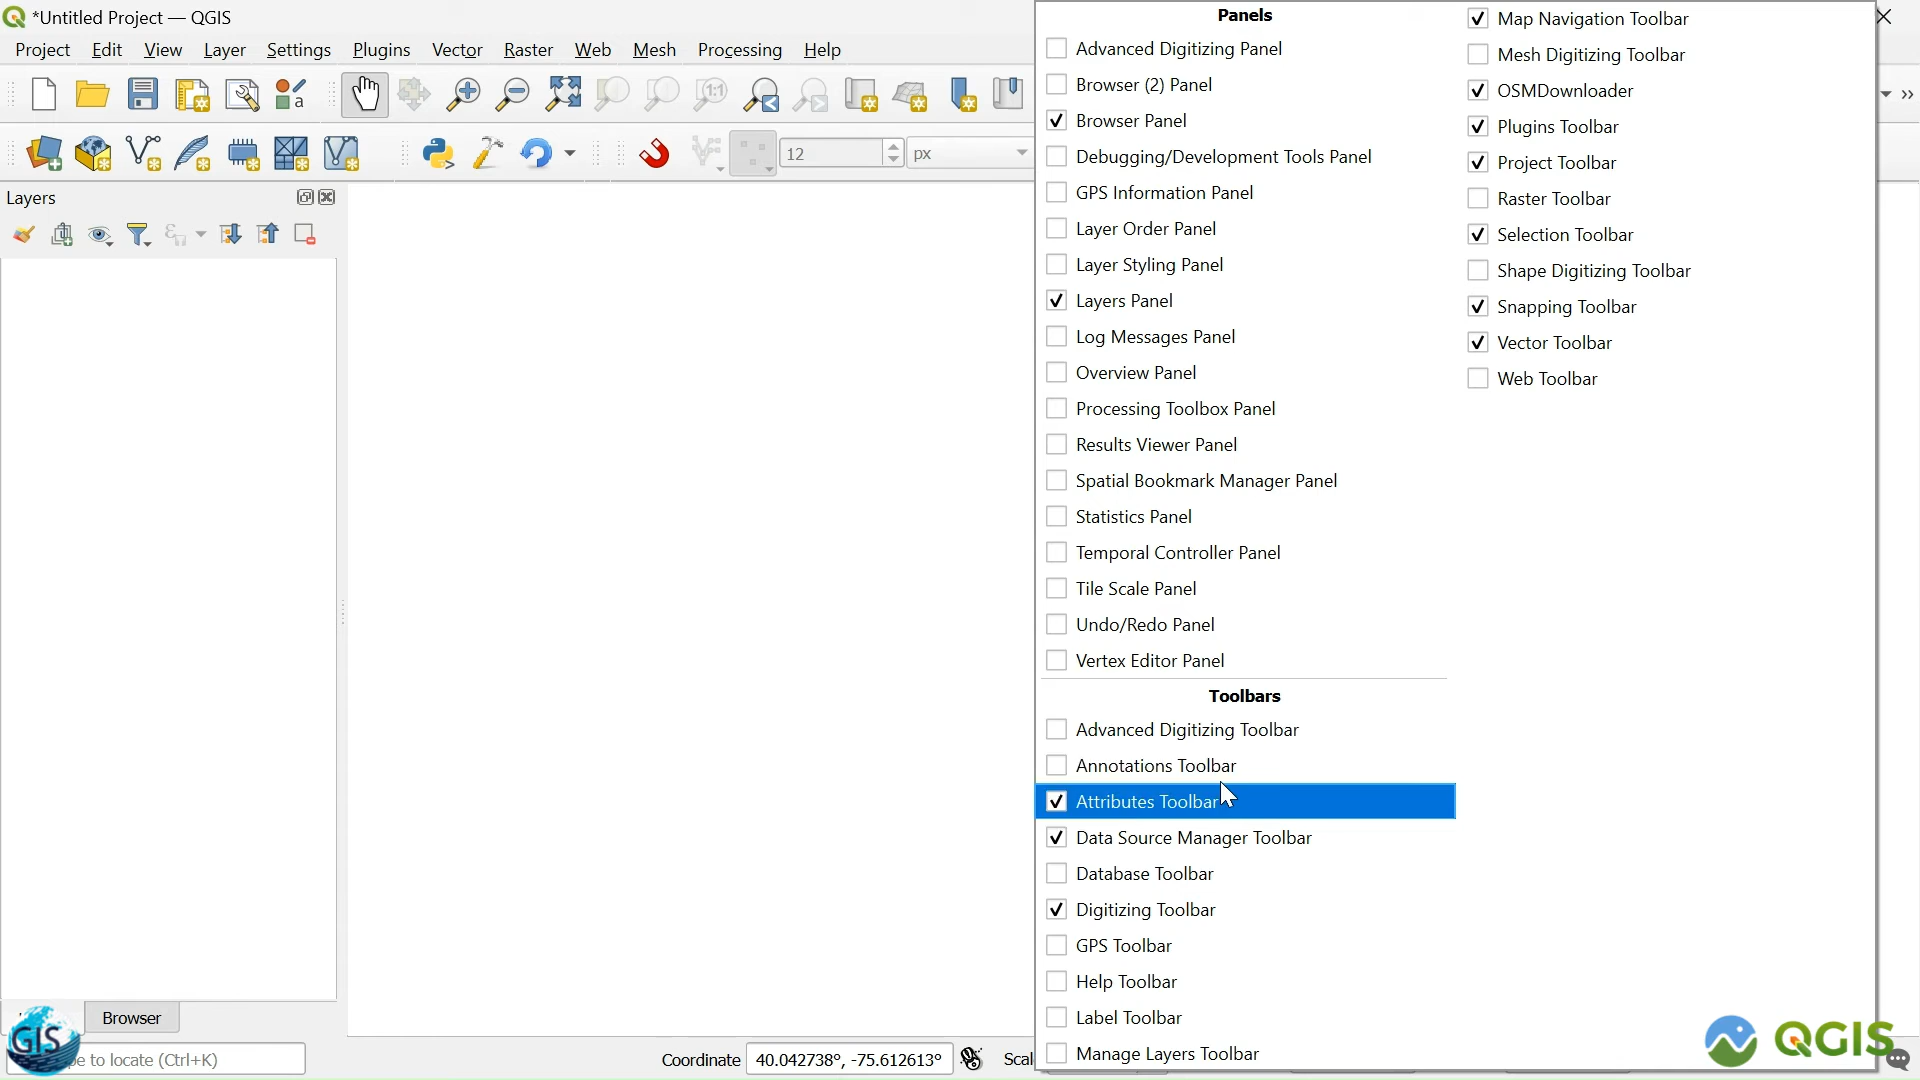 *Untitled Project — QGIS
Project Edit View Layer Settings Plugins Vector Raster Web Mesh Processing Help
1:1
a
12
px
Layers
Browser
GIS
e to locate (Ctrl+K)
Coordinate 40.042738°, -75.612613°
Scal
Panels
Advanced Digitizing Panel
Browser (2) Panel
Browser Panel
Debugging/Development Tools Panel
GPS Information Panel
Layer Order Panel
Layer Styling Panel
Layers Panel
Log Messages Panel
Overview Panel
Processing Toolbox Panel
Results Viewer Panel
Spatial Bookmark Manager Panel
Statistics Panel
Temporal Controller Panel
Tile Scale Panel
Undo/Redo Panel
Vertex Editor Panel
Toolbars
Advanced Digitizing Toolbar
Annotations Toolbar
Attributes Toolbar
Data Source Manager Toolbar
Database Toolbar
Digitizing Toolbar
GPS Toolbar
Help Toolbar
Label Toolbar
Manage Layers Toolbar
Map Navigation Toolbar
Mesh Digitizing Toolbar
OSMDownloader
Plugins Toolbar
Project Toolbar
Raster Toolbar
Selection Toolbar
Shape Digitizing Toolbar
Snapping Toolbar
Vector Toolbar
Web Toolbar
QGIS